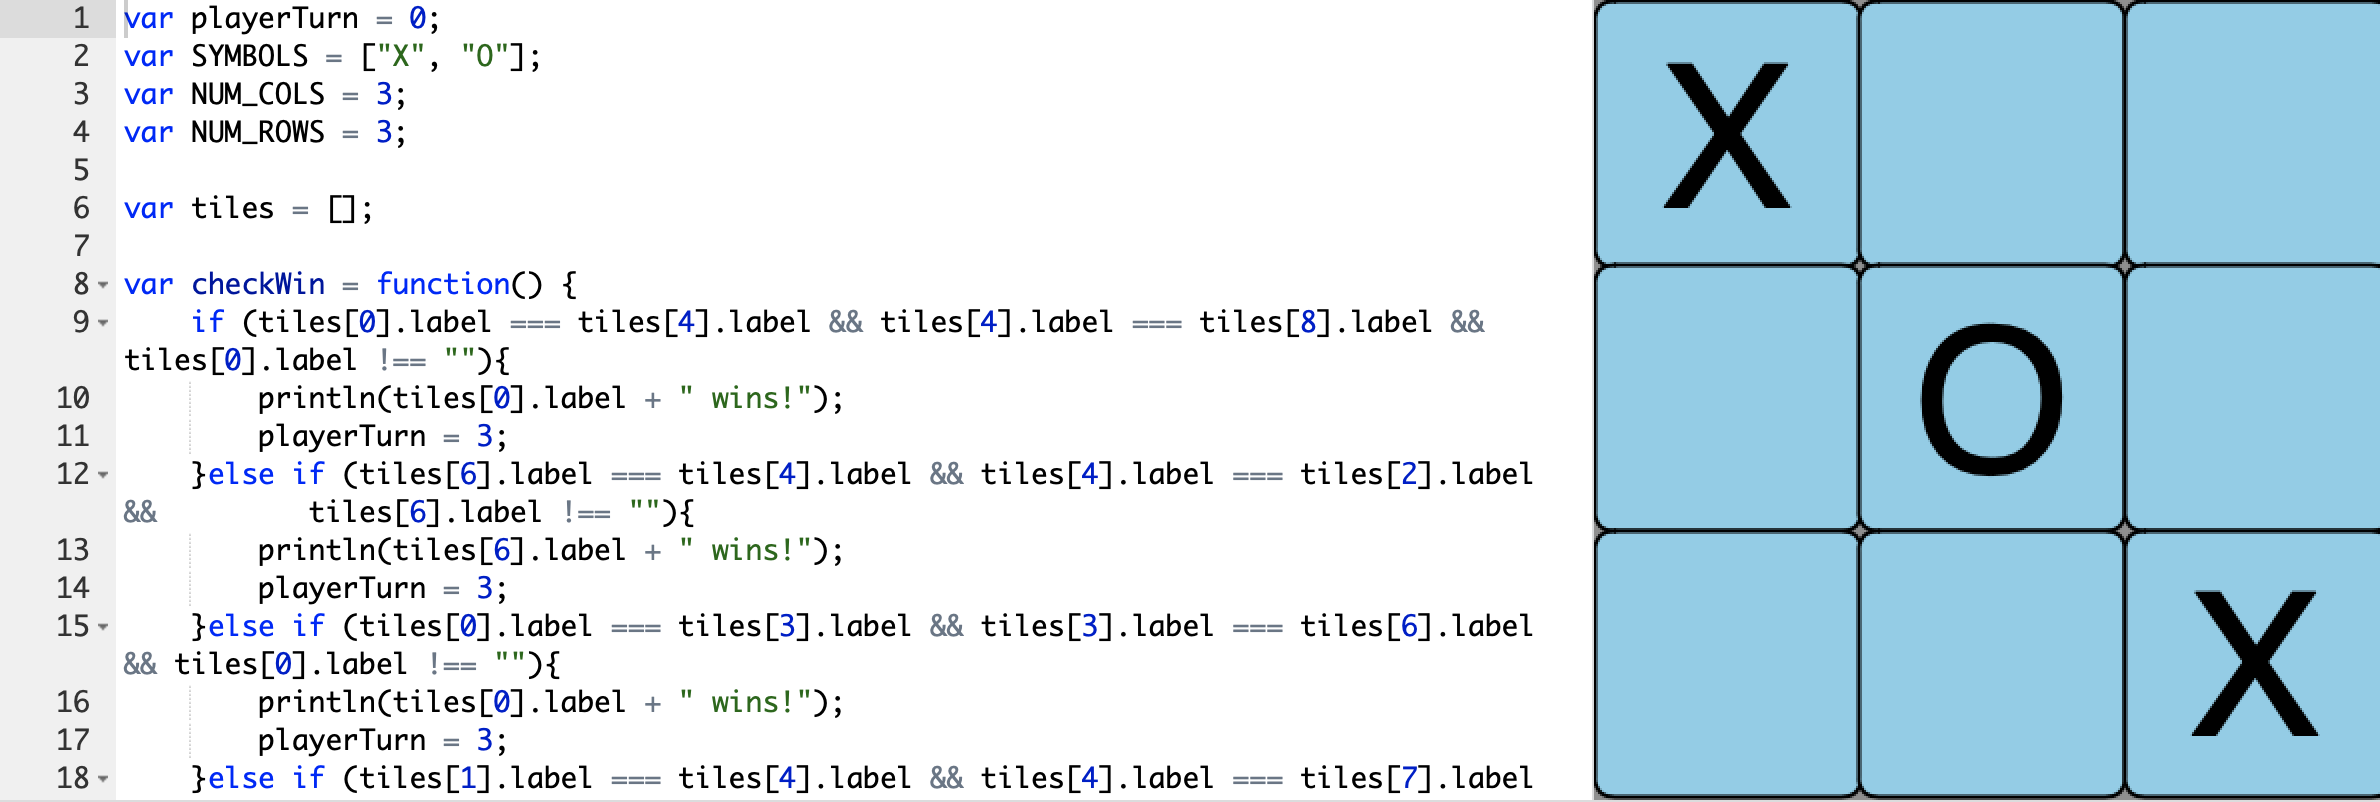 1 var playerTurn = 0;
2 var SYMBOLS = ["X", "O"];
3 var NUM_COLS = 3;
4 var NUM_ROWS = 3;
5
6 var tiles = [];
7
8 var checkWin = function() {
9     if (tiles[0].label === tiles[4].label && tiles[4].label === tiles[8].label &&
tiles[0].label !== ""){
10         println(tiles[0].label + " wins!");
11         playerTurn = 3;
12     }else if (tiles[6].label === tiles[4].label && tiles[4].label === tiles[2].label
&&         tiles[6].label !== ""){
13         println(tiles[6].label + " wins!");
14         playerTurn = 3;
15     }else if (tiles[0].label === tiles[3].label && tiles[3].label === tiles[6].label
&& tiles[0].label !== ""){
16         println(tiles[0].label + " wins!");
17         playerTurn = 3;
18     }else if (tiles[1].label === tiles[4].label && tiles[4].label === tiles[7].label
X
O
X